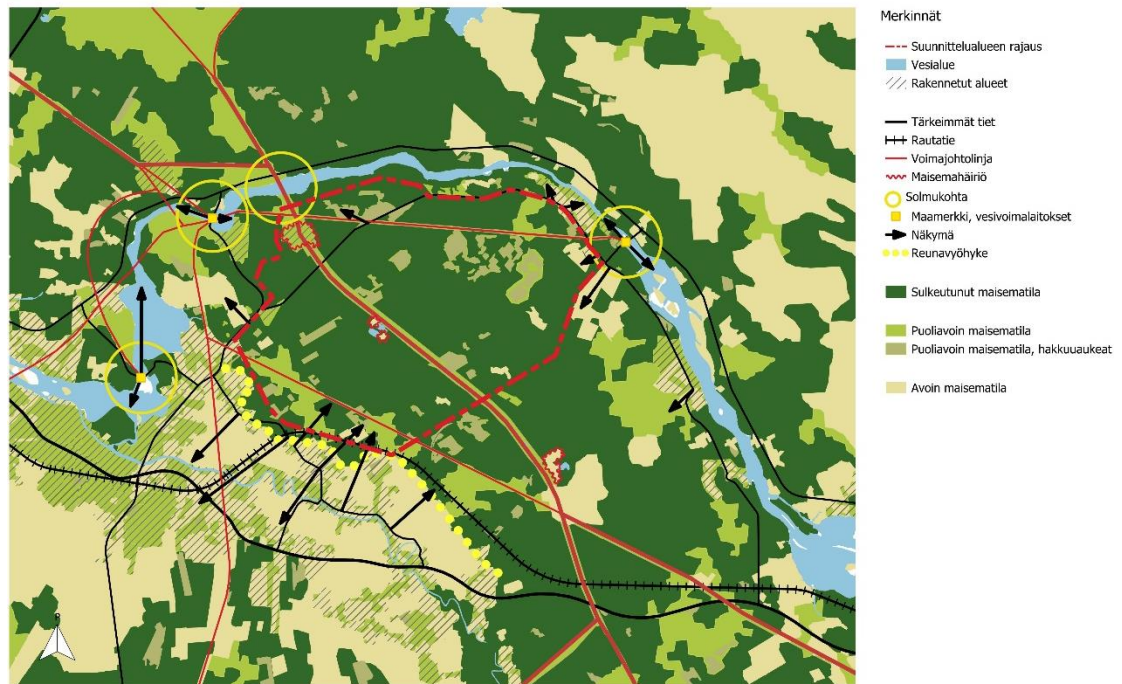 Merkinnät
Suunnittelualueen rajaus
Vesialue
Rakennetut alueet
Tärkeimmät tiet
Rautatie
Voimajohtolinja
Maisemahäiriö
Solmukohta
Maamerkki, vesivoimalaitokset
Näkymä
Reunavyöhyke
Sulkeutunut maisematila
Puoliavoin maisematila
Puoliavoin maisematila, hakkuuaukeat
Avoin maisematila